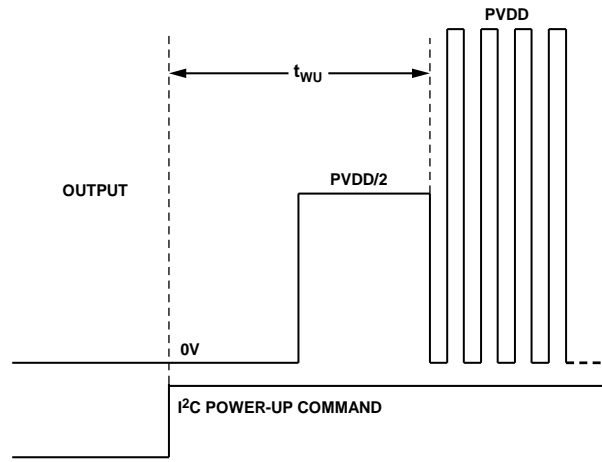 PVDD
tWU
PVDD/2
OUTPUT
0V
I²C POWER-UP COMMAND